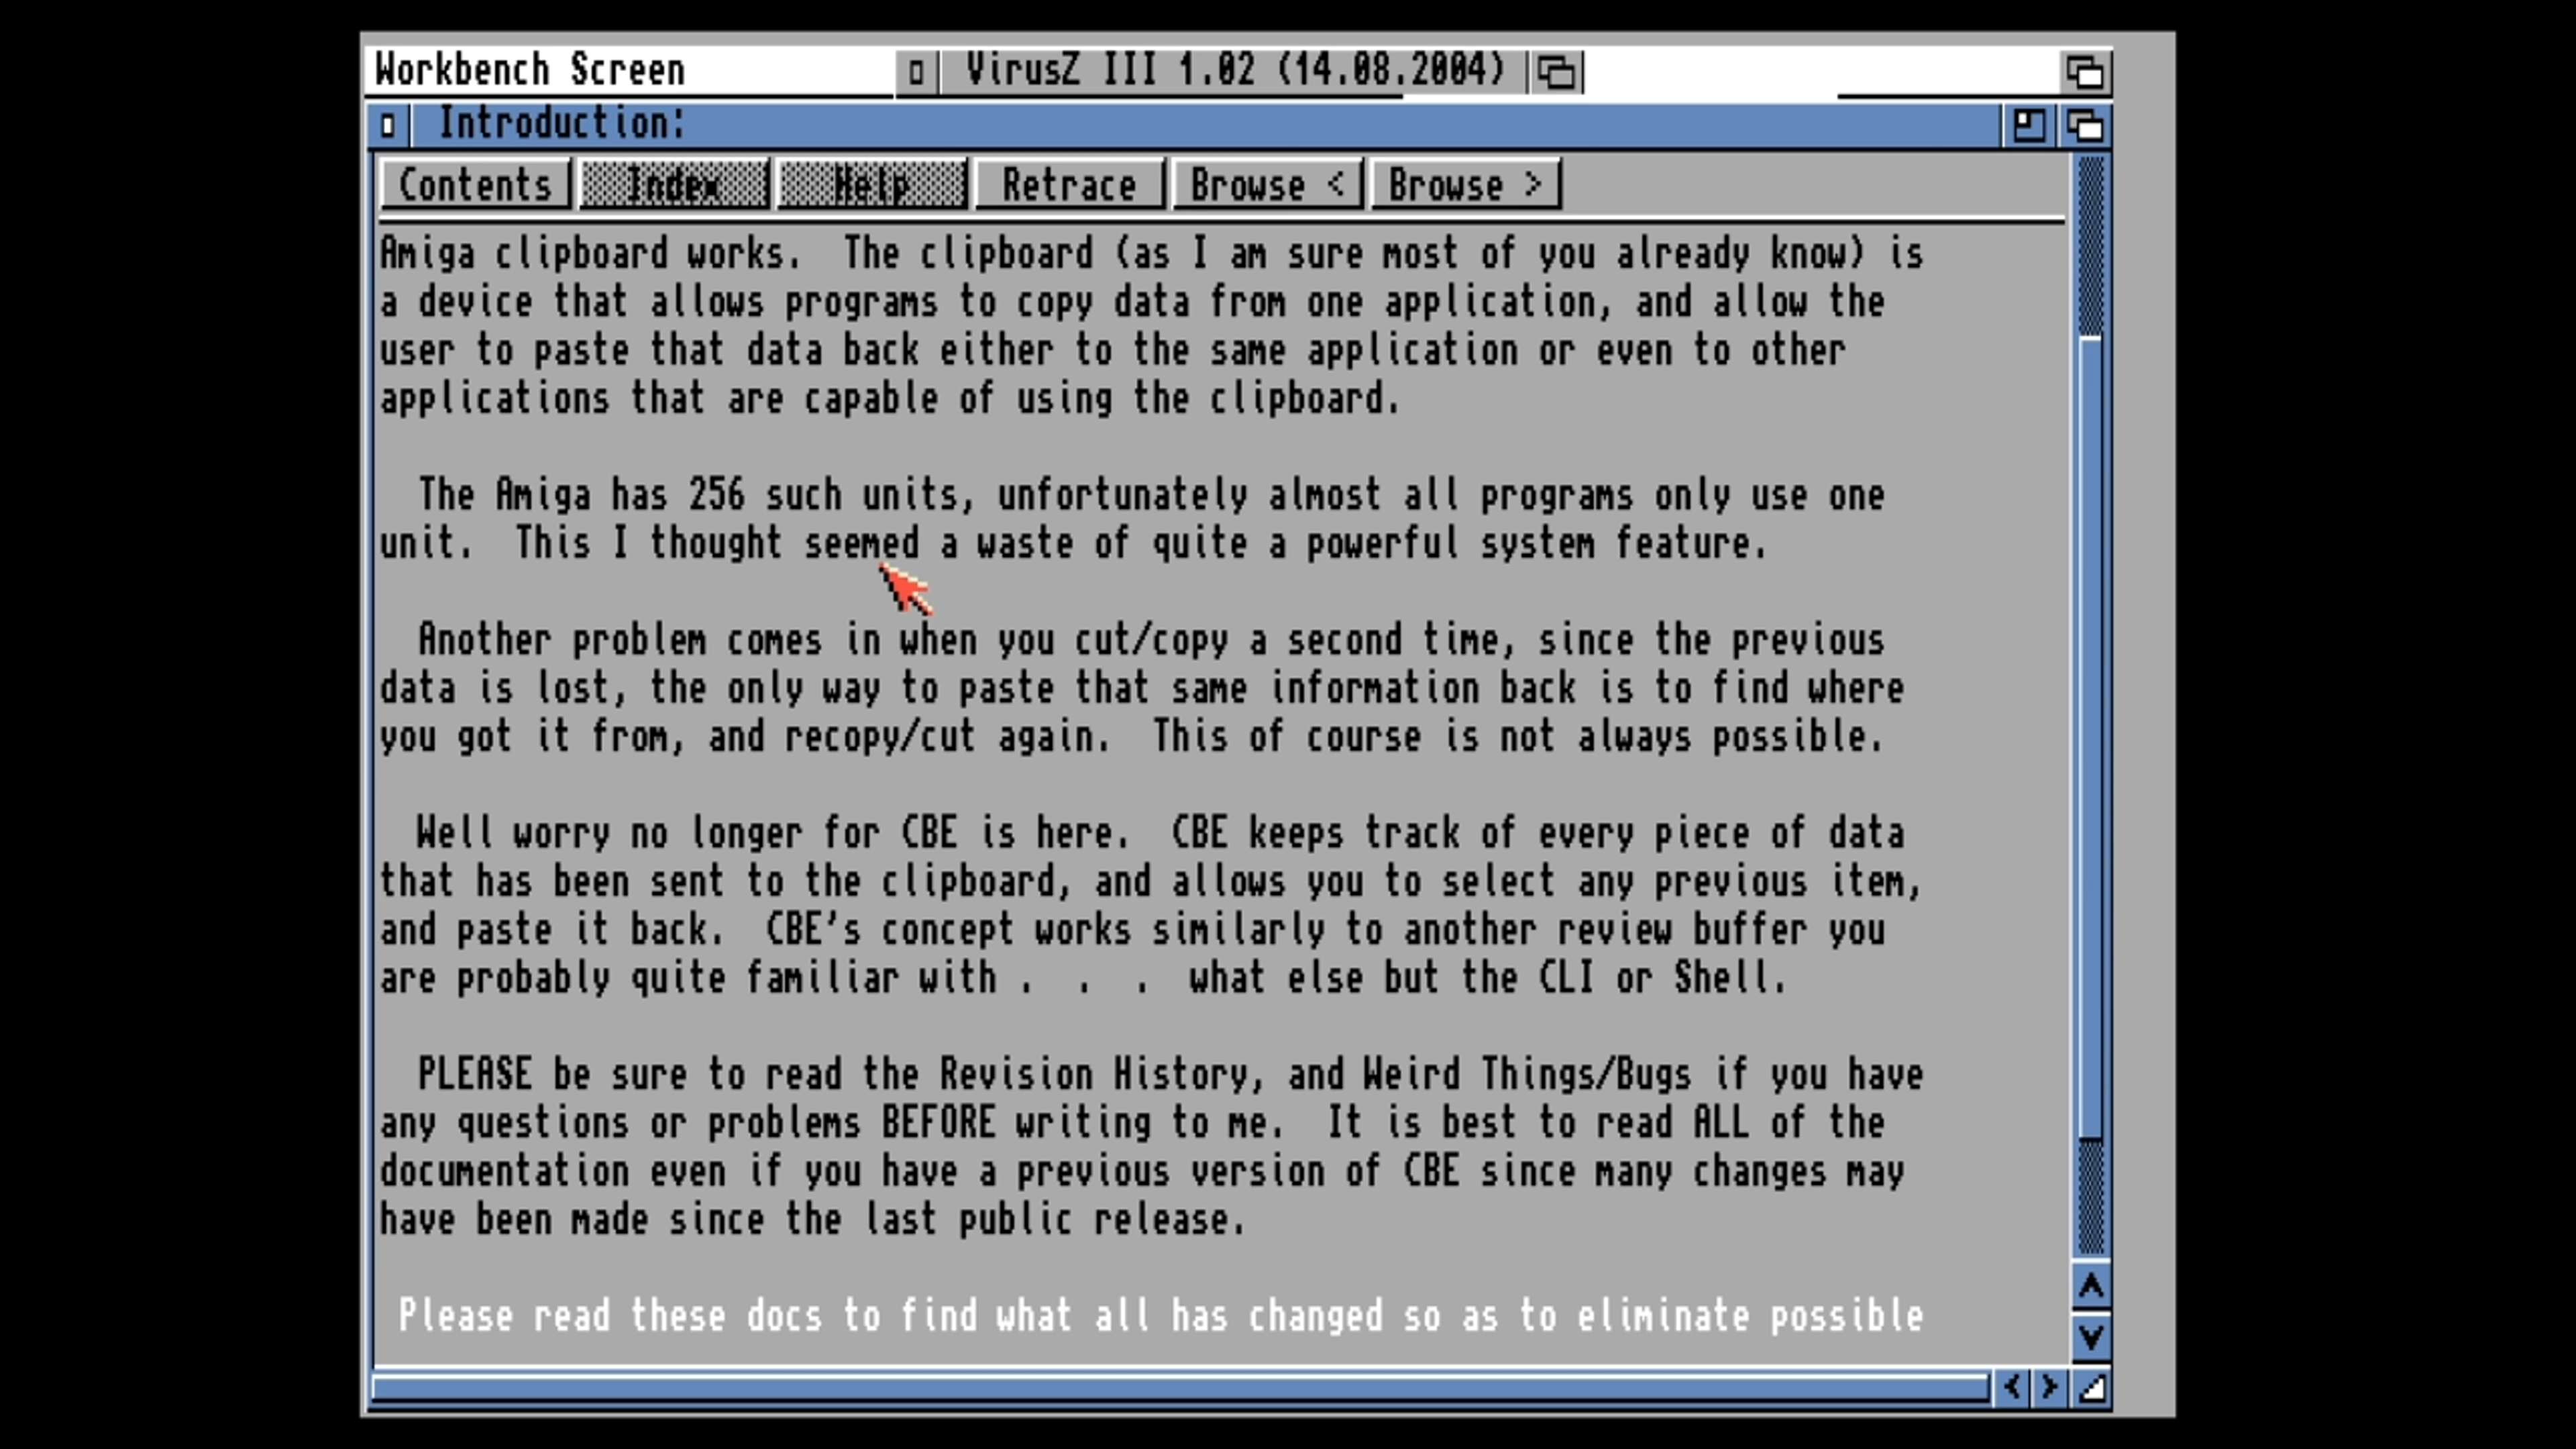 Workbench Screen
VirusZ III 1.02 (14.08.2004)
Introduction:
Contents Index Help Retrace Browse < Browse >
Amiga clipboard works.  The clipboard (as I am sure most of you already know) is
a device that allows programs to copy data from one application, and allow the
user to paste that data back either to the same application or even to other
applications that are capable of using the clipboard.
The Amiga has 256 such units, unfortunately almost all programs only use one
unit.  This I thought seemed a waste of quite a powerful system feature.
Another problem comes in when you cut/copy a second time, since the previous
data is lost, the only way to paste that same information back is to find where
you got it from, and recopy/cut again.  This of course is not always possible.
Well worry no longer for CBE is here.  CBE keeps track of every piece of data
that has been sent to the clipboard, and allows you to select any previous item,
and paste it back.  CBE's concept works similarly to another review buffer you
are probably quite familiar with .  .  .  what else but the CLI or Shell.
PLEASE be sure to read the Revision History, and Weird Things/Bugs if you have
any questions or problems BEFORE writing to me.  It is best to read ALL of the
documentation even if you have a previous version of CBE since many changes may
have been made since the last public release.
Please read these docs to find what all has changed so as to eliminate possible